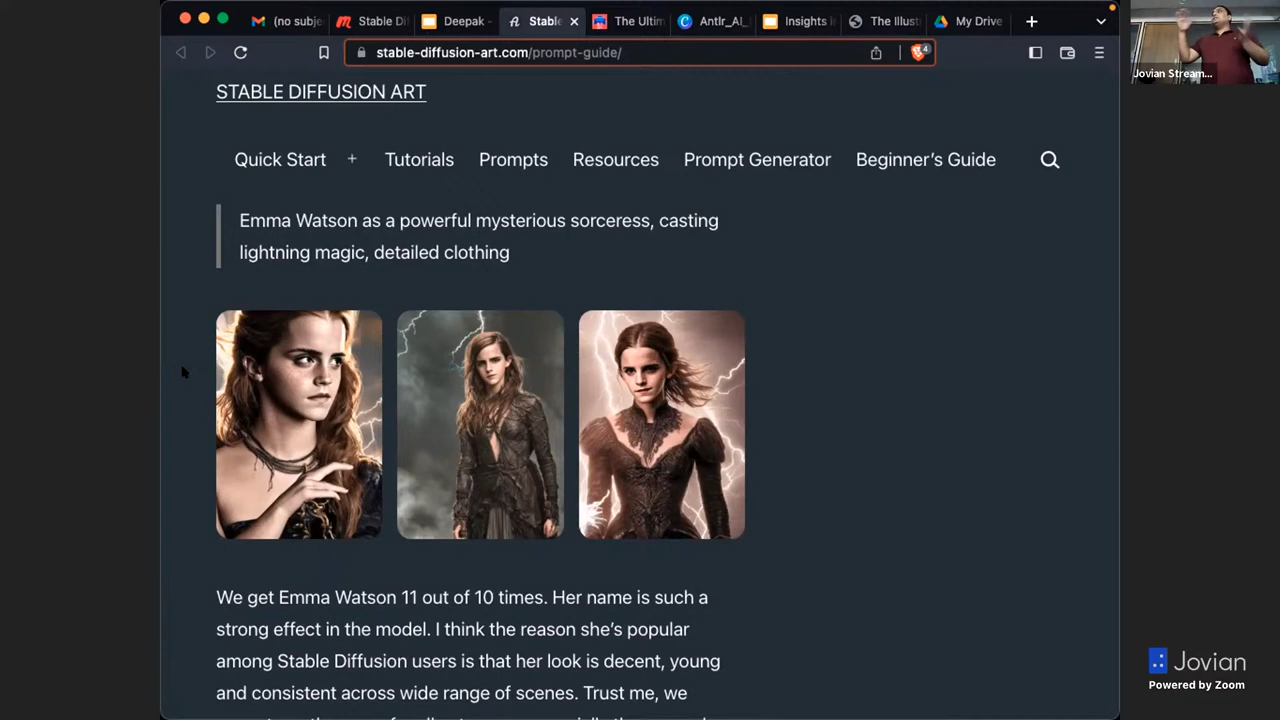 (no subje
Stable Di
Deepak -
Stable
The Ultim
Antlr_AI_
Insights i
The Illust
My Drive
stable-diffusion-art.com/prompt-guide/
4
Jovian Stream...
STABLE DIFFUSION ART
Quick Start + Tutorials Prompts Resources Prompt Generator Beginner’s Guide
Emma Watson as a powerful mysterious sorceress, casting
lightning magic, detailed clothing
We get Emma Watson 11 out of 10 times. Her name is such a
strong effect in the model. I think the reason she’s popular
among Stable Diffusion users is that her look is decent, young
and consistent across wide range of scenes. Trust me, we
Jovian
Powered by Zoom